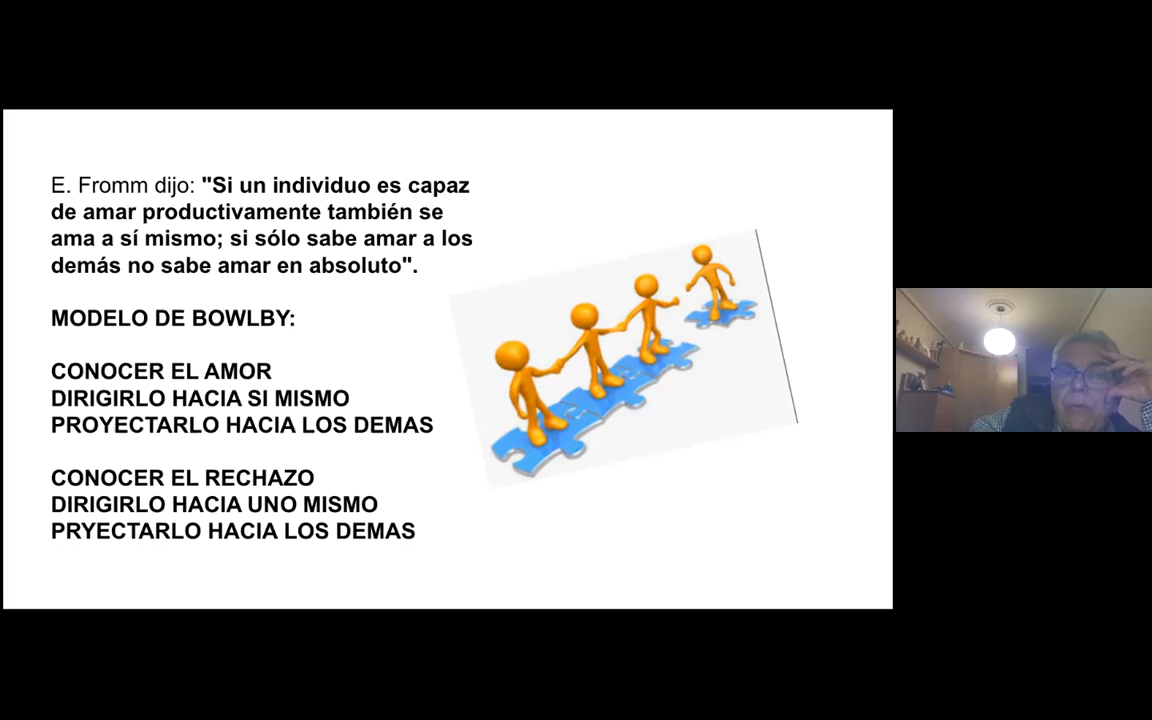 E. Fromm dijo: "Si un individuo es capaz
de amar productivamente también se
ama a sí mismo; si sólo sabe amar a los
demás no sabe amar en absoluto".
MODELO DE BOWLBY:
CONOCER EL AMOR
DIRIGIRLO HACIA SI MISMO
PROYECTARLO HACIA LOS DEMAS
CONOCER EL RECHAZO
DIRIGIRLO HACIA UNO MISMO
PRYECTARLO HACIA LOS DEMAS